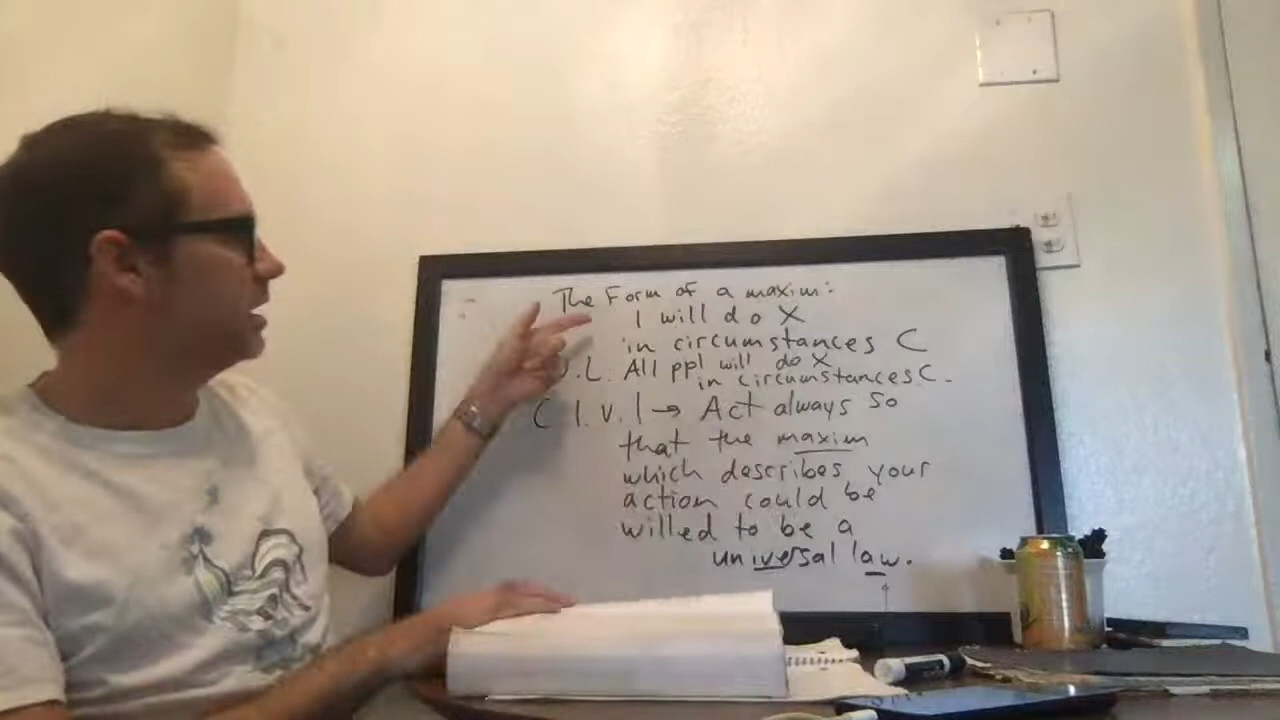 The Form of a maxim:
I will do X
in circumstances C
.L. All ppl will do X
in circumstances C.
C I. v. 1 → Act always so
that the maxim
which describes your
action could be
willed to be a
universal law.